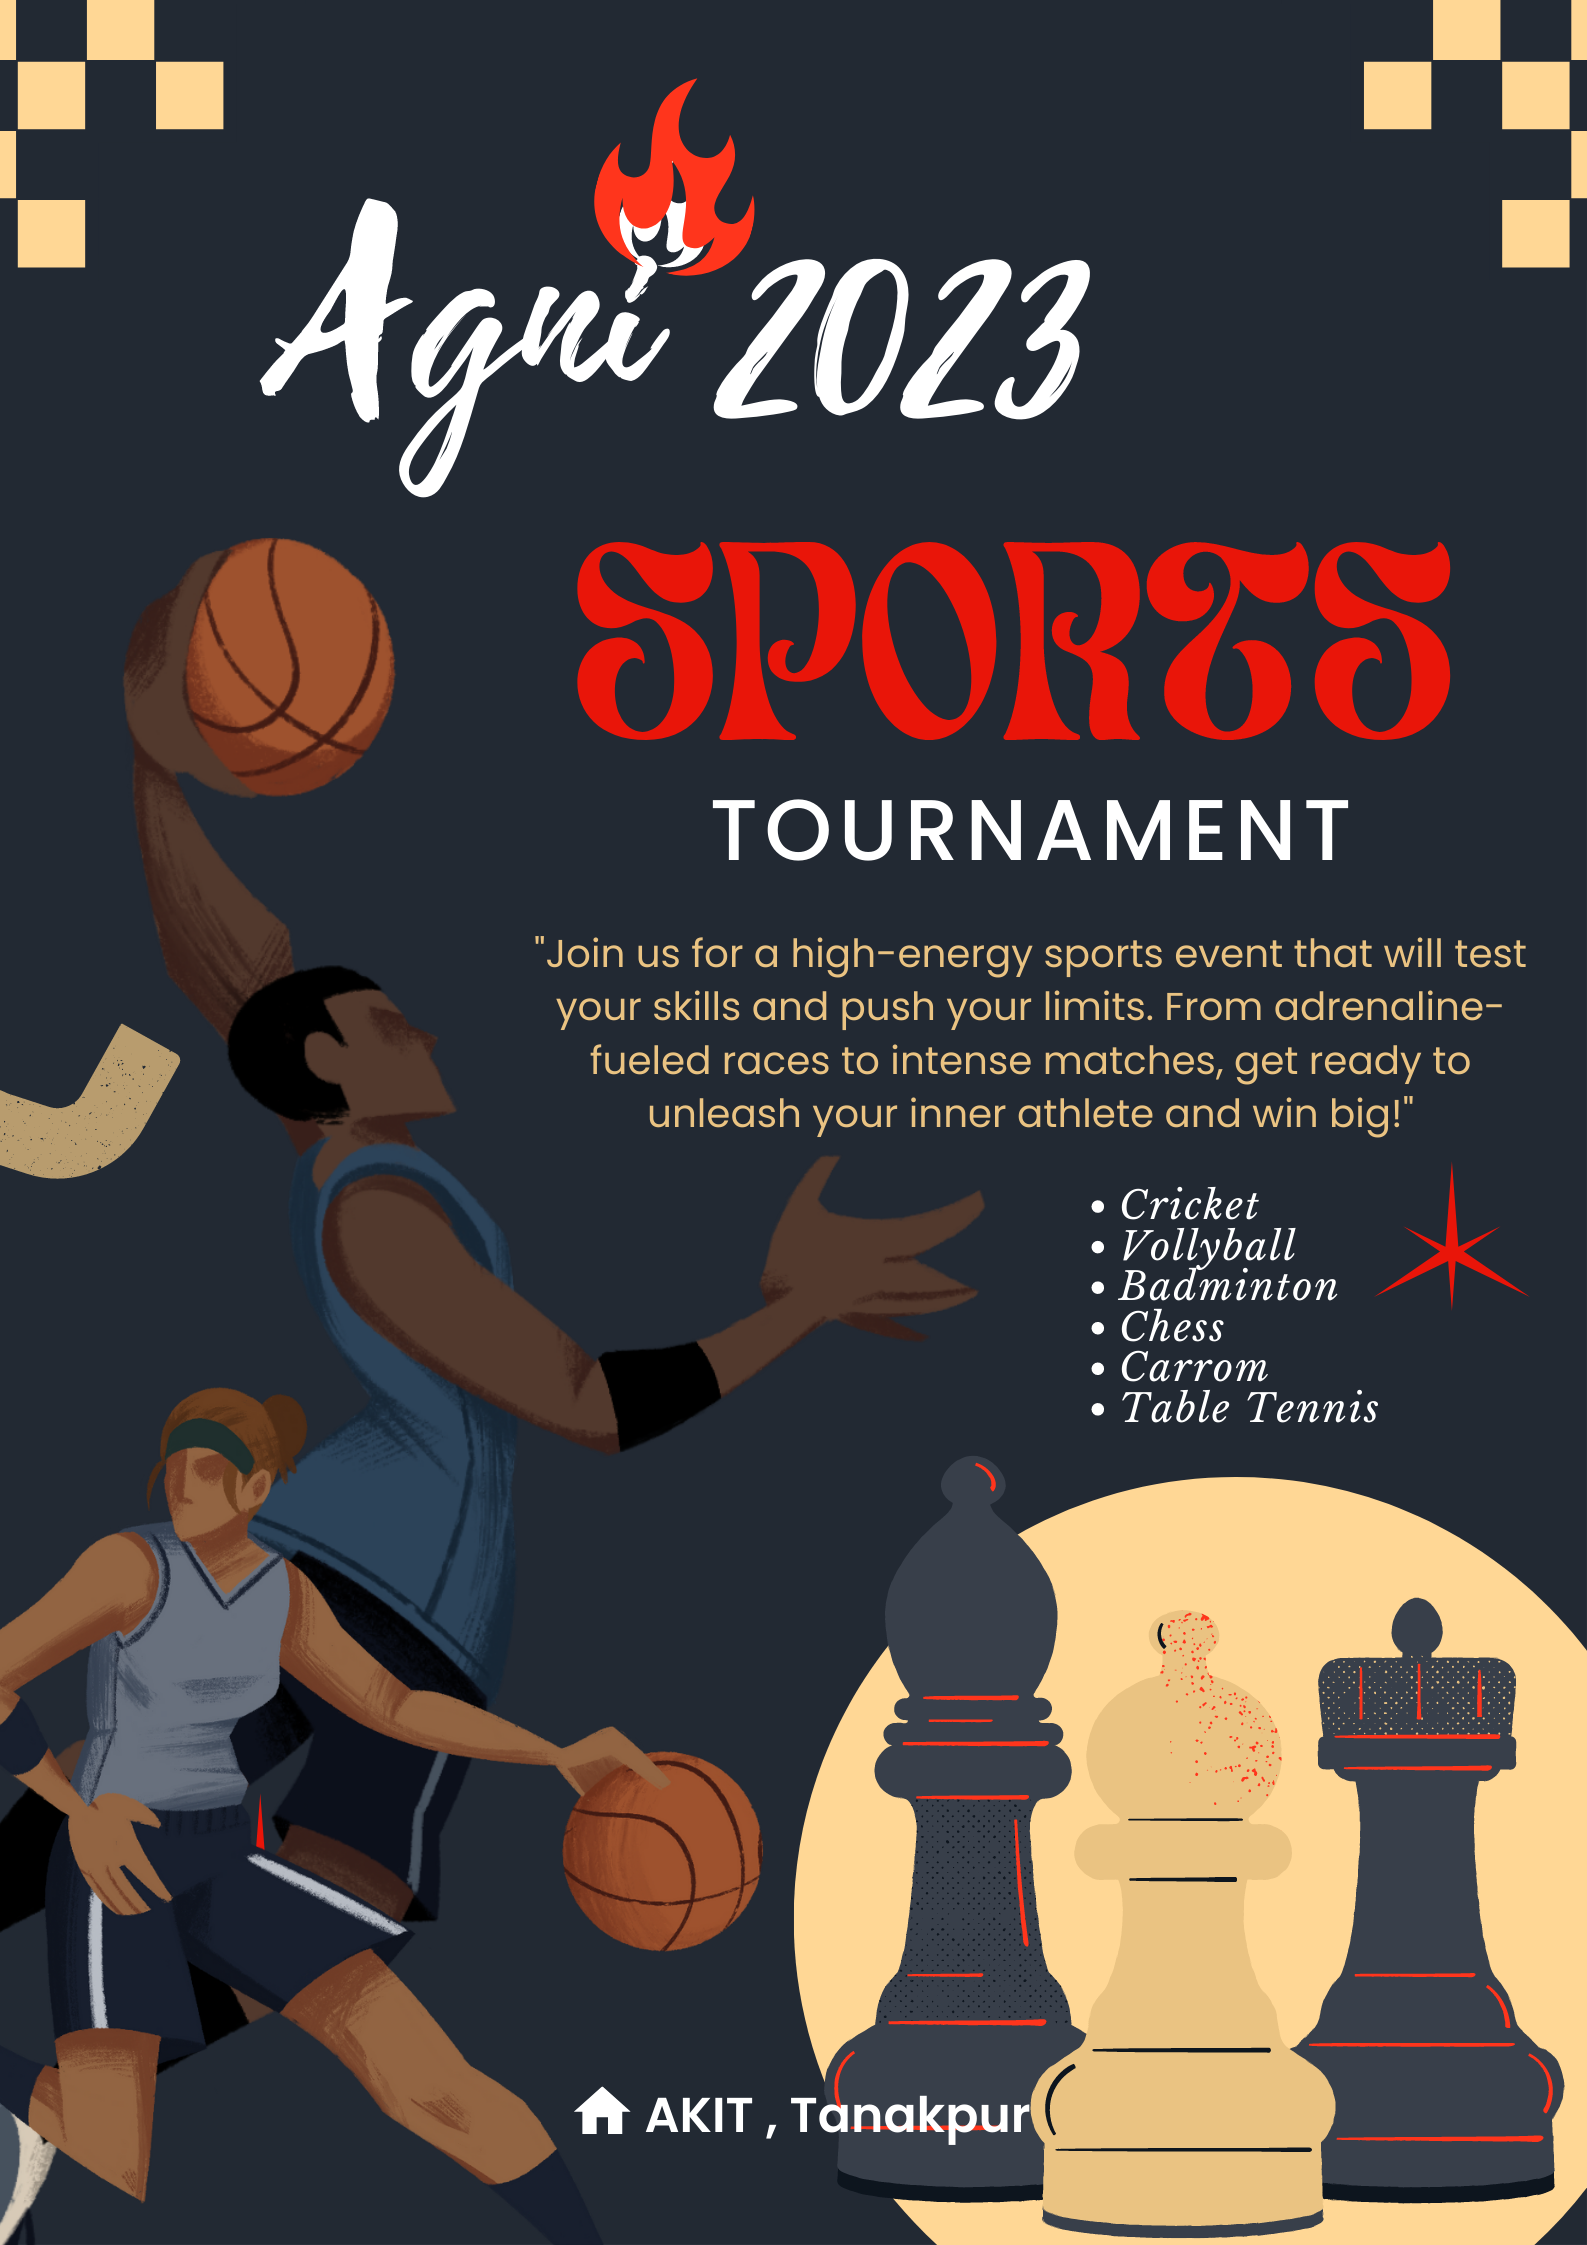 Agni 2023
SPORTS
TOURNAMENT
"Join us for a high-energy sports event that will test
your skills and push your limits. From adrenaline-
fueled races to intense matches, get ready to
unleash your inner athlete and win big!"
• Cricket
• Vollyball
• Badminton
• Chess
• Carrom
• Table Tennis
AKIT , Tanakpur